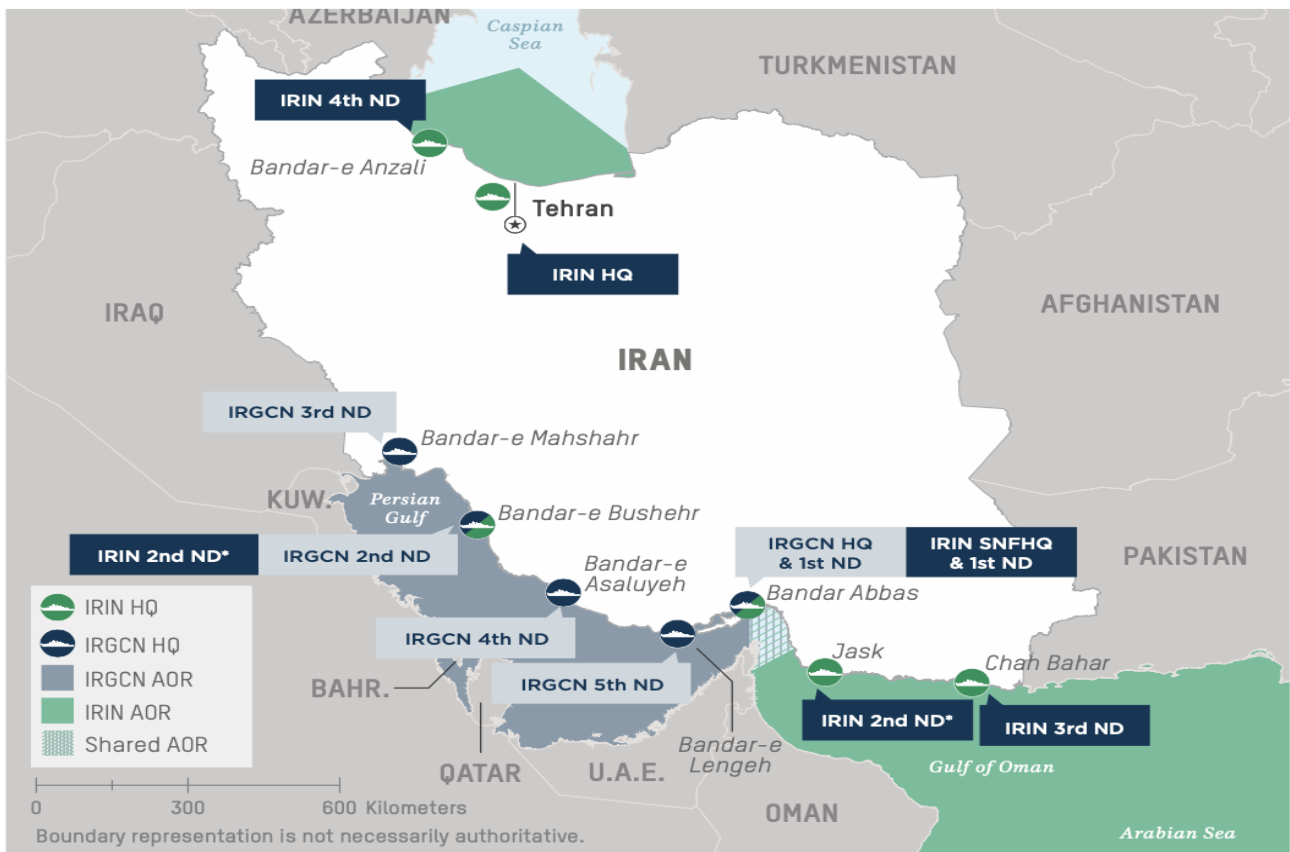 AZERBAIJAN
Caspian
Sea
TURKMENISTAN
IRIN 4th ND
Bandar-e Anzali
Tehran
IRIN HQ
IRAQ
AFGHANISTAN
IRAN
IRGCN 3rd ND
Bandar-e Mahshahr
KUW.
Persian
Gulf
Bandar-e Bushehr
IRIN 2nd ND*
IRGCN 2nd ND
Bandar-e
Asaluyeh
IRGCN HQ
& 1st ND
IRIN SNFHQ
& 1st ND
PAKISTAN
Bandar Abbas
IRGCN 4th ND
Jask
Chah Bahar
IRGCN 5th ND
BAHR.
IRIN 2nd ND*
IRIN 3rd ND
Bandar-e
Lengeh
QATAR
U.A.E.
Gulf of Oman
OMAN
Arabian Sea
IRIN HQ
IRGCN HQ
IRGCN AOR
IRIN AOR
Shared AOR
0 300 600 Kilometers
Boundary representation is not necessarily authoritative.